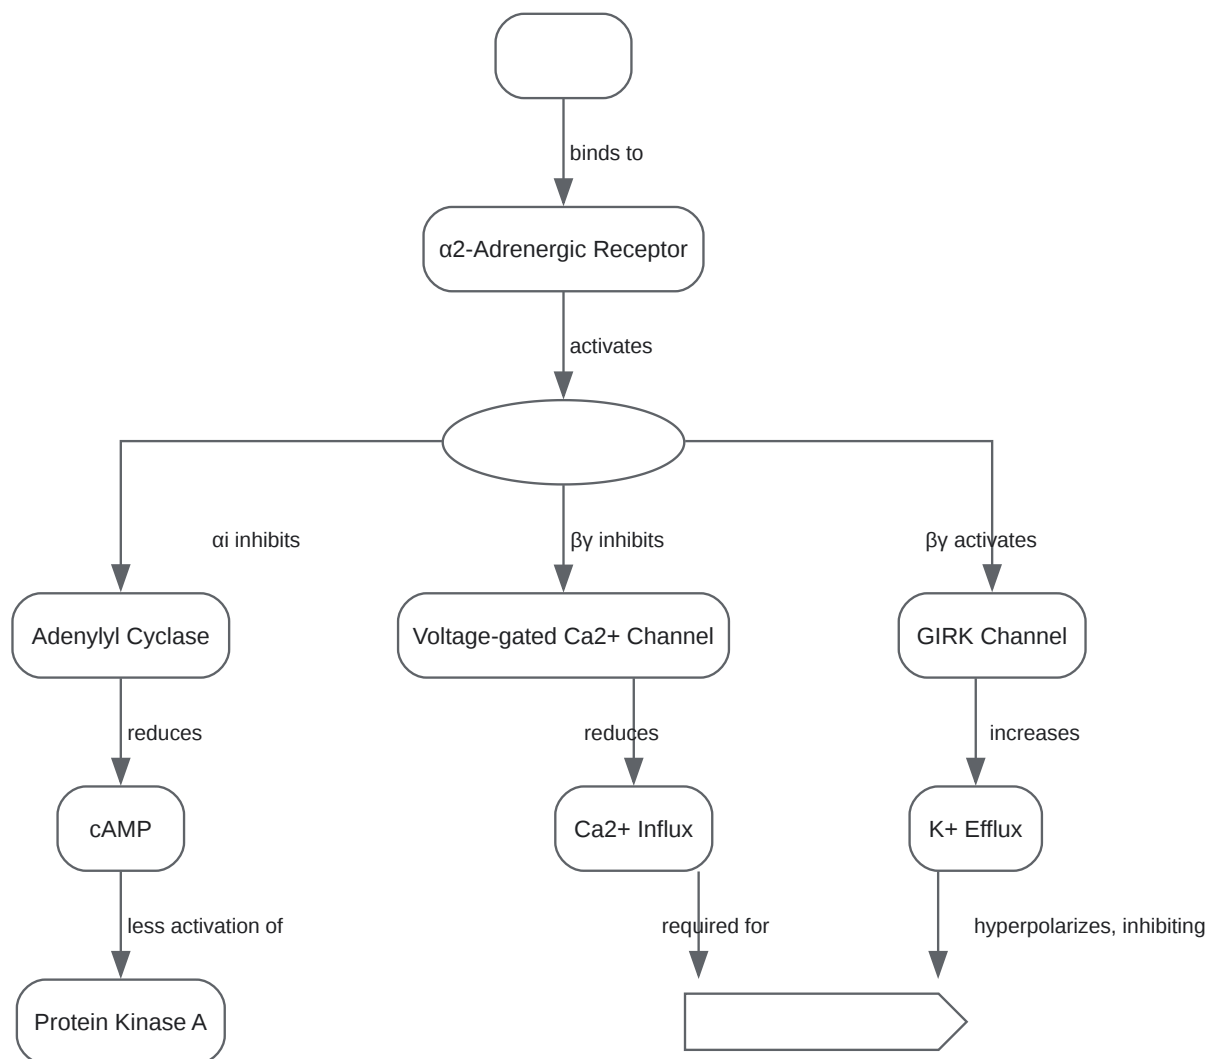 binds to
α2-Adrenergic Receptor
activates
αi inhibits
βγ inhibits
βγ activates
Adenylyl Cyclase
Voltage-gated Ca2+ Channel
GIRK Channel
reduces
reduces
increases
cAMP
Ca2+ Influx
K+ Efflux
less activation of
required for
hyperpolarizes, inhibiting
Protein Kinase A